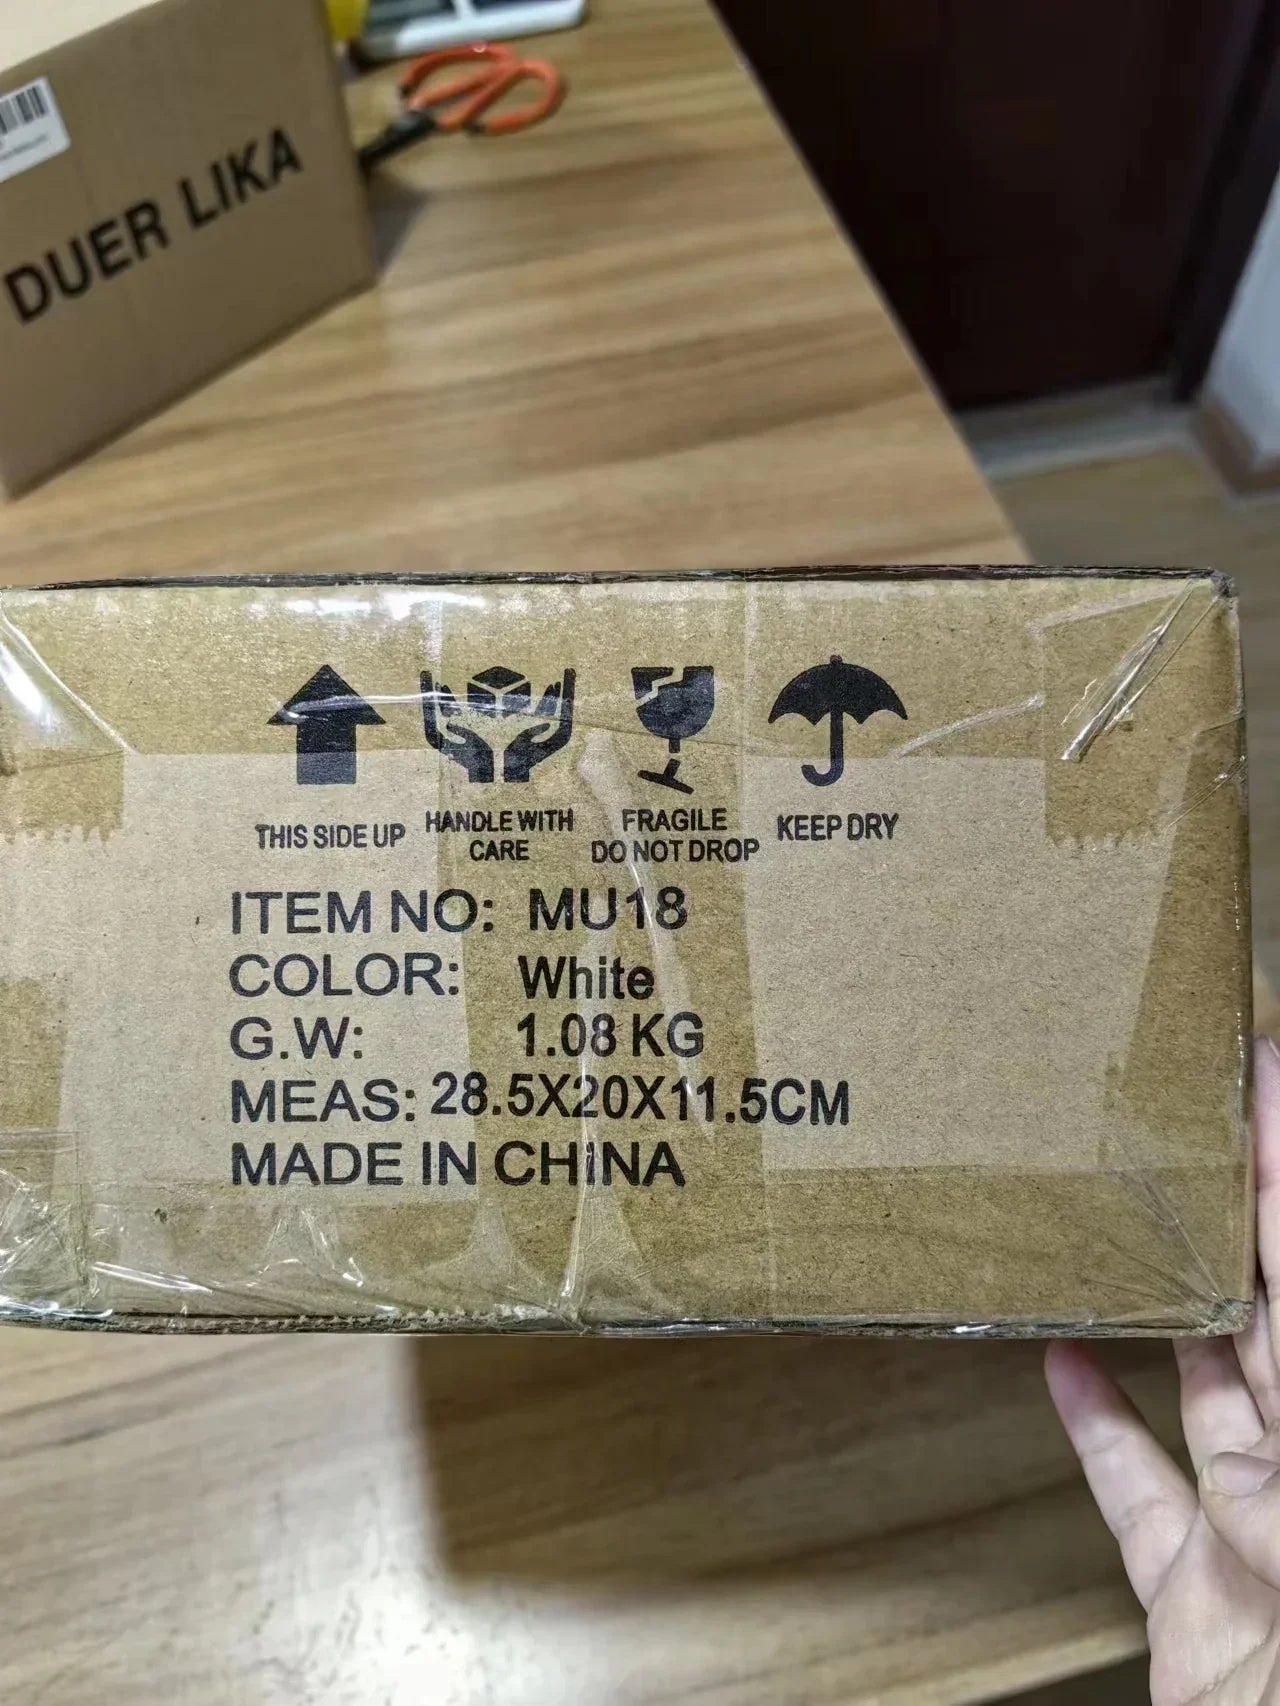 DUER LIKA
THIS SIDE UP
HANDLE WITH
CARE
FRAGILE
DO NOT DROP
KEEP DRY
ITEM NO: MU18
COLOR: White
G.W: 1.08 KG
MEAS: 28.5X20X11.5CM
MADE IN CHINA